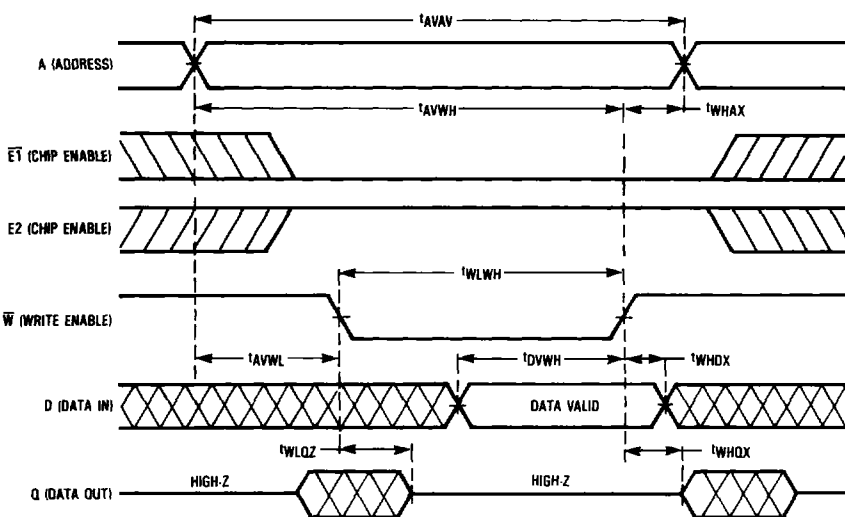 tAVAV
A (ADDRESS)
tAVWH
tWHAX
E1 (CHIP ENABLE)
E2 (CHIP ENABLE)
tWLWH
W (WRITE ENABLE)
tAVWL
tDVWH
tWHDX
D (DATA IN)
DATA VALID
tWLQZ
tWHQX
Q (DATA OUT)
HIGH-Z
HIGH-Z